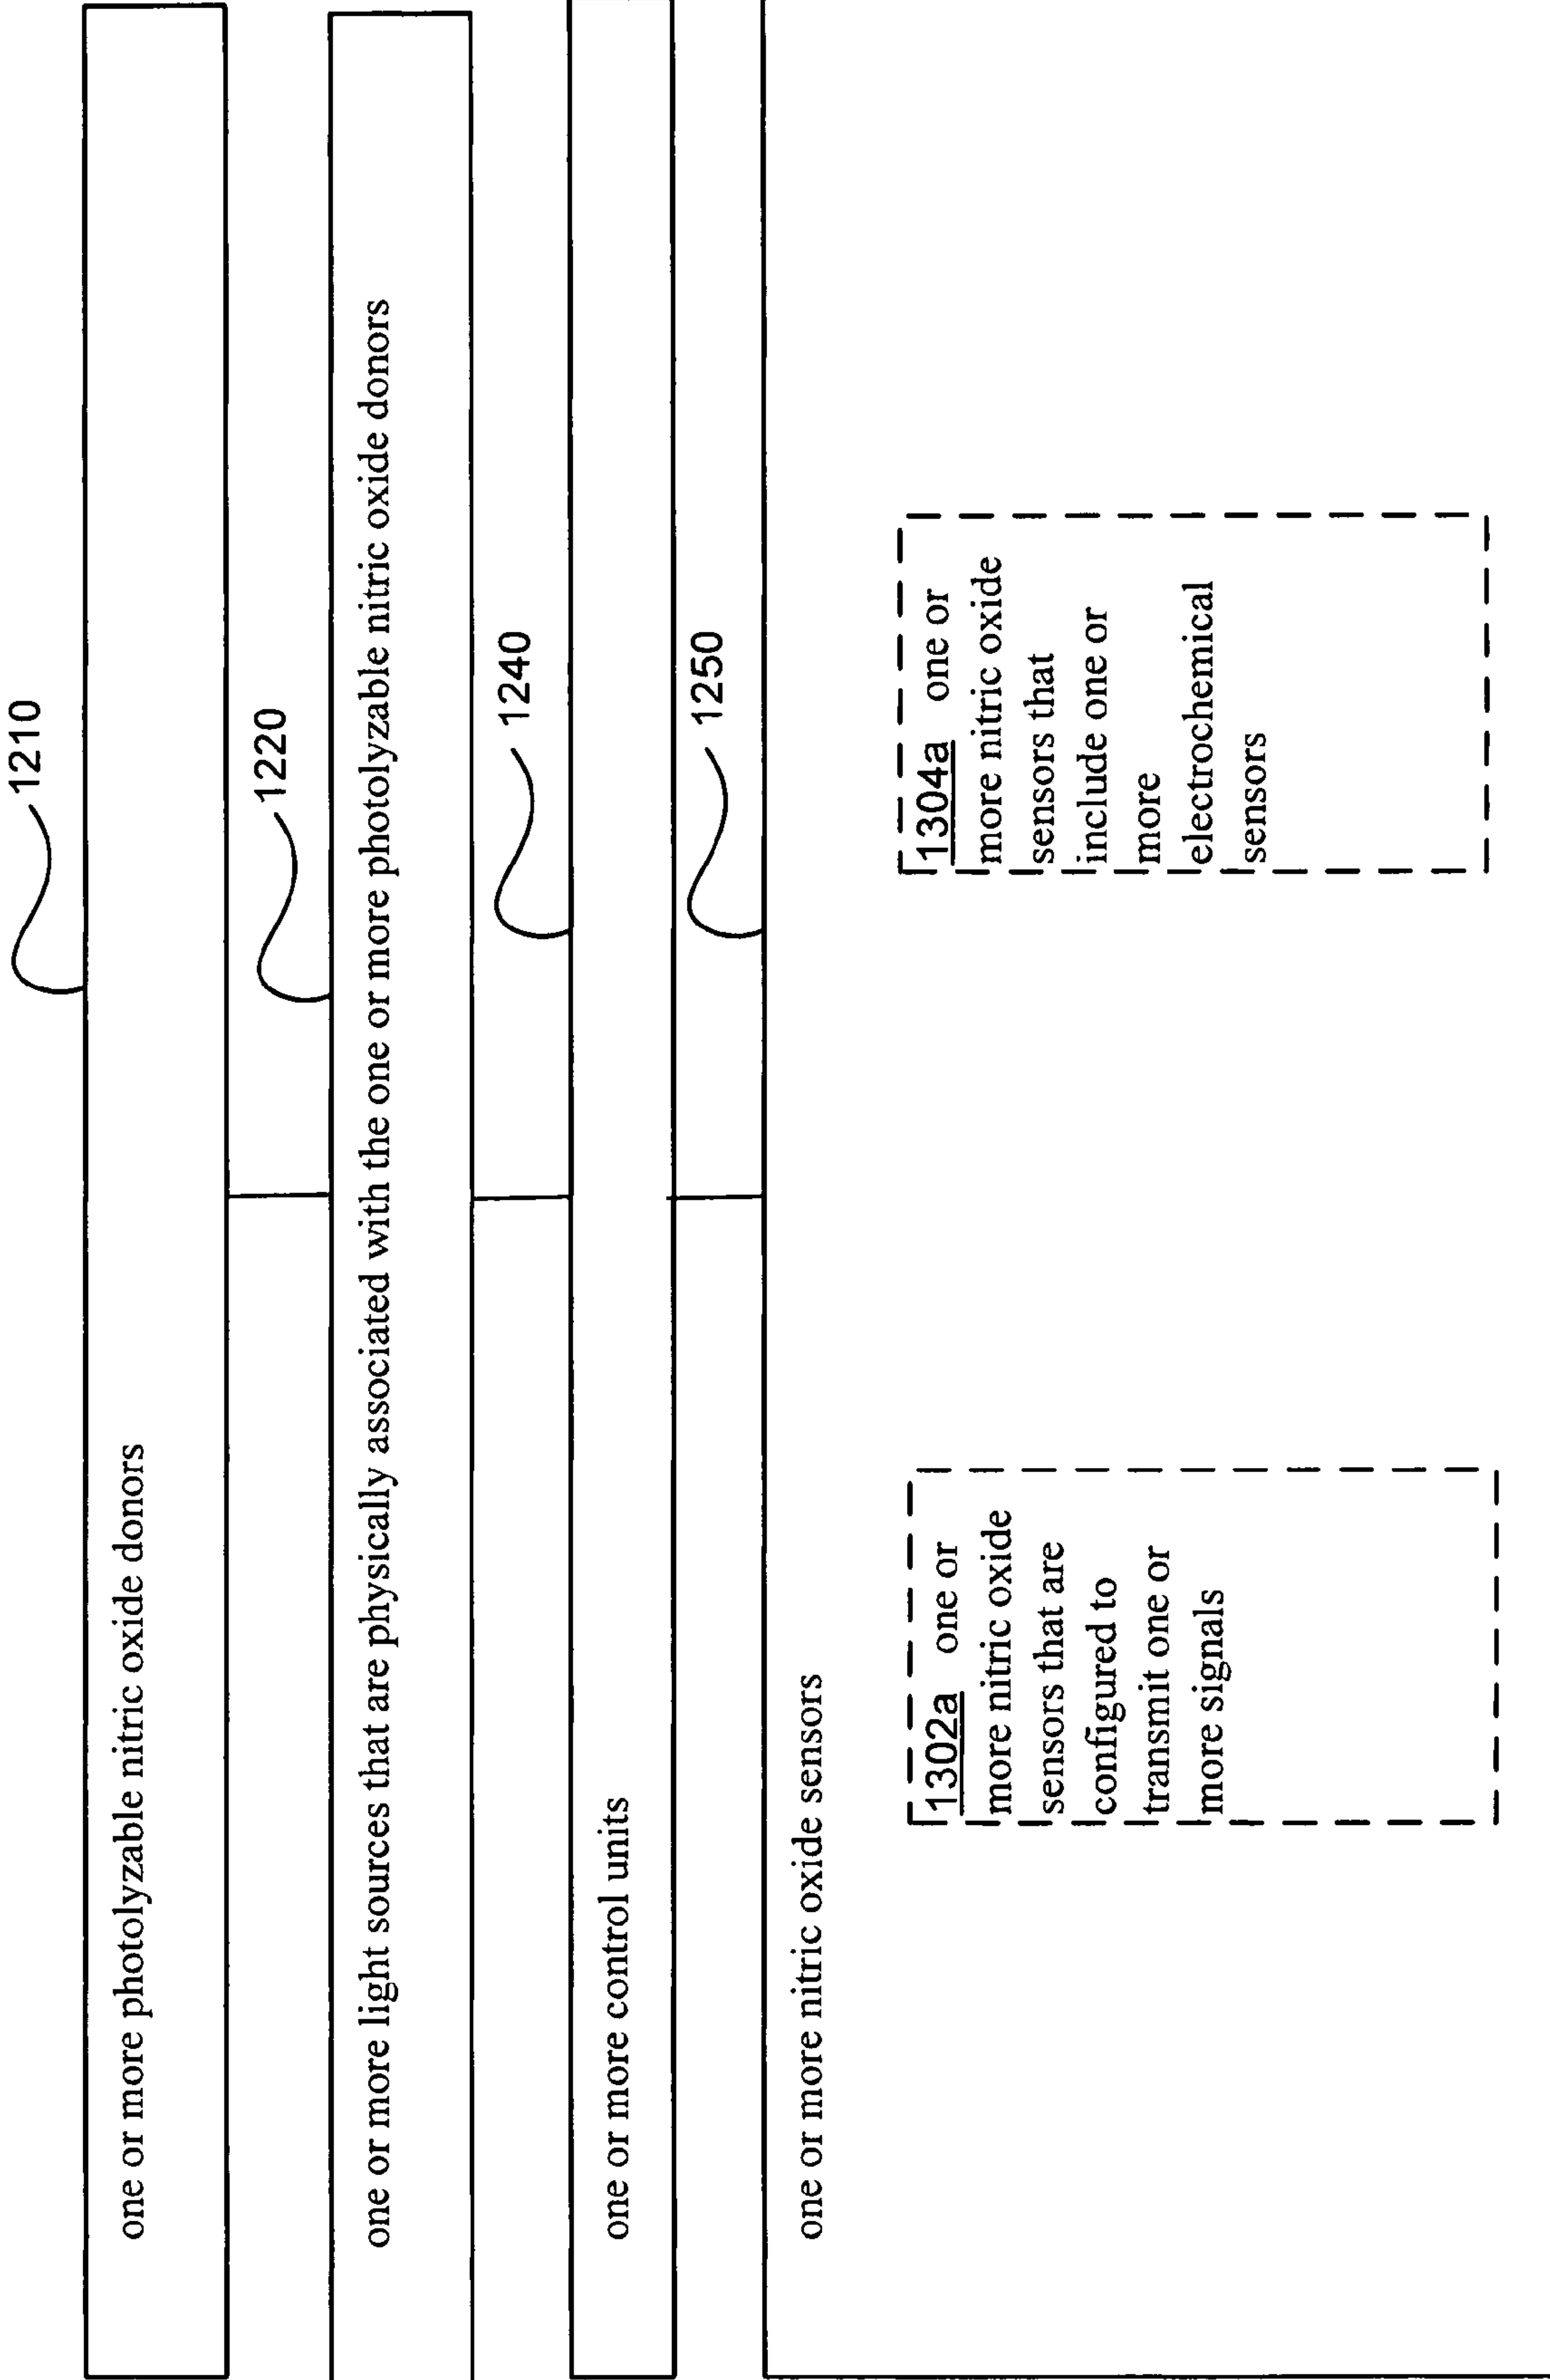 1210
one or more photolyzable nitric oxide donors
1220
one or more light sources that are physically associated with the one or more photolyzable nitric oxide donors
1240
one or more control units
1250
one or more nitric oxide sensors
1302a one or
more nitric oxide
sensors that are
configured to
transmit one or
more signals
1304a one or
more nitric oxide
sensors that
include one or
more
electrochemical
sensors